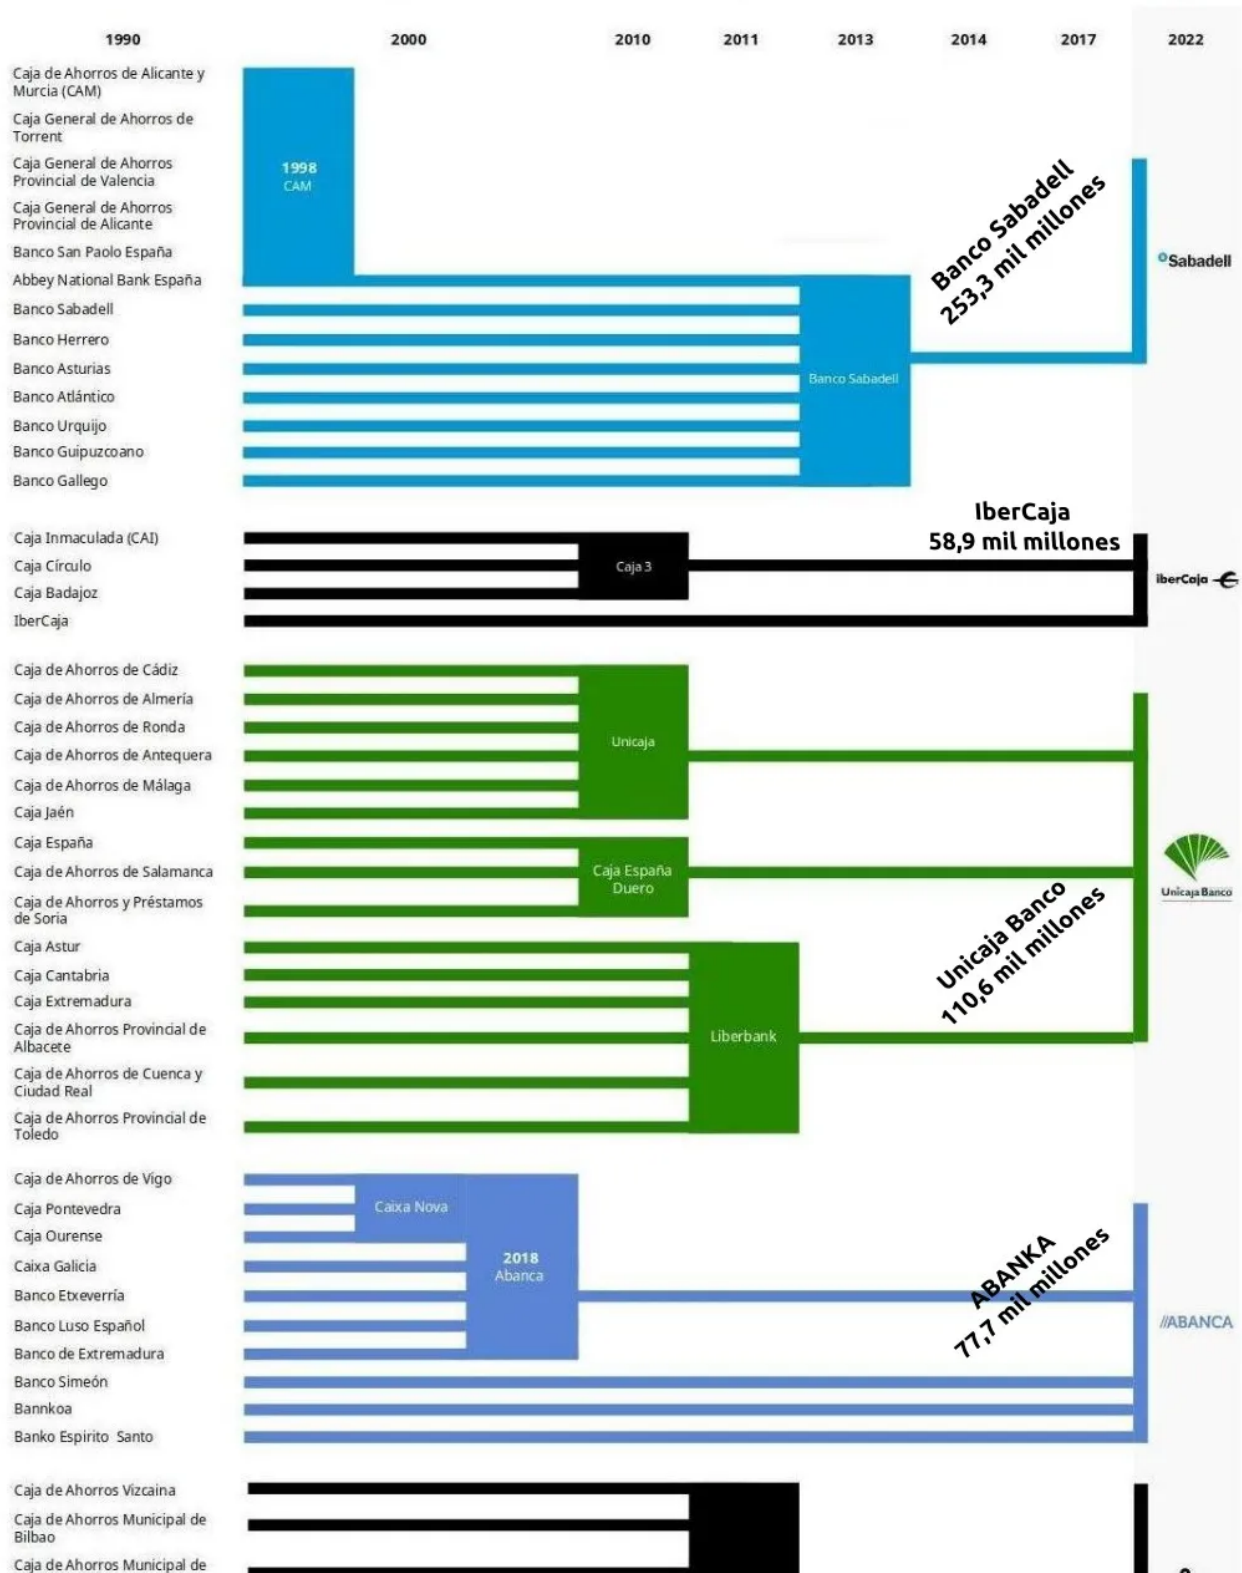 1990 2000 2010 2011 2013 2014 2017 2022
Caja de Ahorros de Alicante y
Murcia (CAM)
Caja General de Ahorros de
Torrent
Caja General de Ahorros
Provincial de Valencia
Caja General de Ahorros
Provincial de Alicante
Banco San Paolo España
Abbey National Bank España
Banco Sabadell
Banco Herrero
Banco Asturias
Banco Atlántico
Banco Urquijo
Banco Guipuzcoano
Banco Gallego
1998
CAM
Banco Sabadell
Banco Sabadell
253,3 mil millones
Sabadell
Caja Inmaculada (CAI)
Caja Círculo
Caja Badajoz
IberCaja
Caja 3
IberCaja
58,9 mil millones
iberCaja
Caja de Ahorros de Cádiz
Caja de Ahorros de Almería
Caja de Ahorros de Ronda
Caja de Ahorros de Antequera
Caja de Ahorros de Málaga
Caja Jaén
Caja España
Caja de Ahorros de Salamanca
Caja de Ahorros y Préstamos
de Soria
Caja Astur
Caja Cantabria
Caja Extremadura
Caja de Ahorros Provincial de
Albacete
Caja de Ahorros de Cuenca y
Ciudad Real
Caja de Ahorros Provincial de
Toledo
Unicaja
Caja España
Duero
Liberbank
Unicaja Banco
110,6 mil millones
Unicaja Banco
Caja de Ahorros de Vigo
Caja Pontevedra
Caja Ourense
Caixa Galicia
Banco Etxeverría
Banco Luso Español
Banco de Extremadura
Banco Simeón
Bannkoa
Banko Espirito Santo
Caixa Nova
2018
Abanca
ABANKA
77,7 mil millones
//ABANCA
Caja de Ahorros Vizcaina
Caja de Ahorros Municipal de
Bilbao
Caja de Ahorros Municipal de